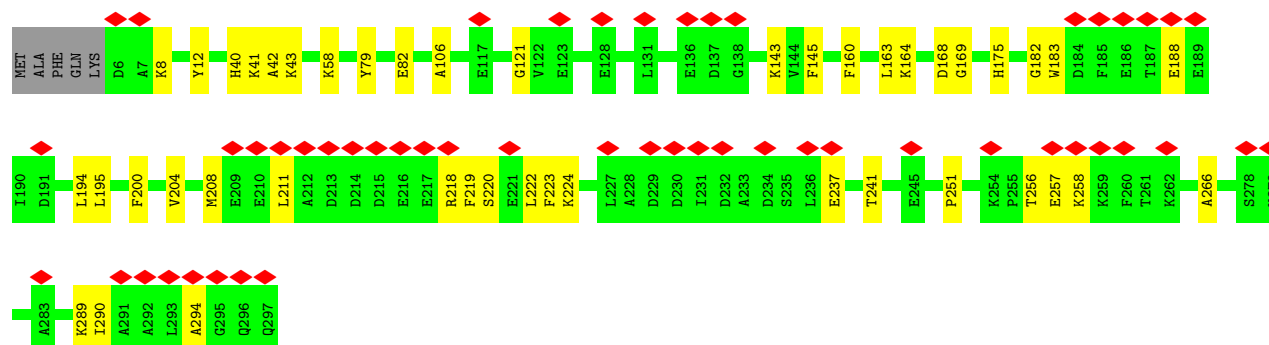 MET ALA PHE GLN LYS D6 A7 K8 Y12 H40 K41 A42 K43 K58 Y79 E82 A106 E117 G121 V122 E123 E128 L131 E136 D137 G138 K143 V144 F145 F160 L163 K164 D168 G169 H175 G182 W183 D184 F185 E186 T187 E188 E189
I190 D191 L194 L195 F200 V204 M208 E209 E210 L211 A212 D213 D214 D215 E216 E217 R218 F219 S220 E221 L222 F223 K224 L227 A228 D229 D230 I231 D232 A233 D234 S235 L236 E237 T241 E245 P251 K254 P255 T256 E257 K258 K259 F260 T261 K262 A266 S278
A283 K289 I290 A291 A292 L293 A294 G295 Q296 Q297